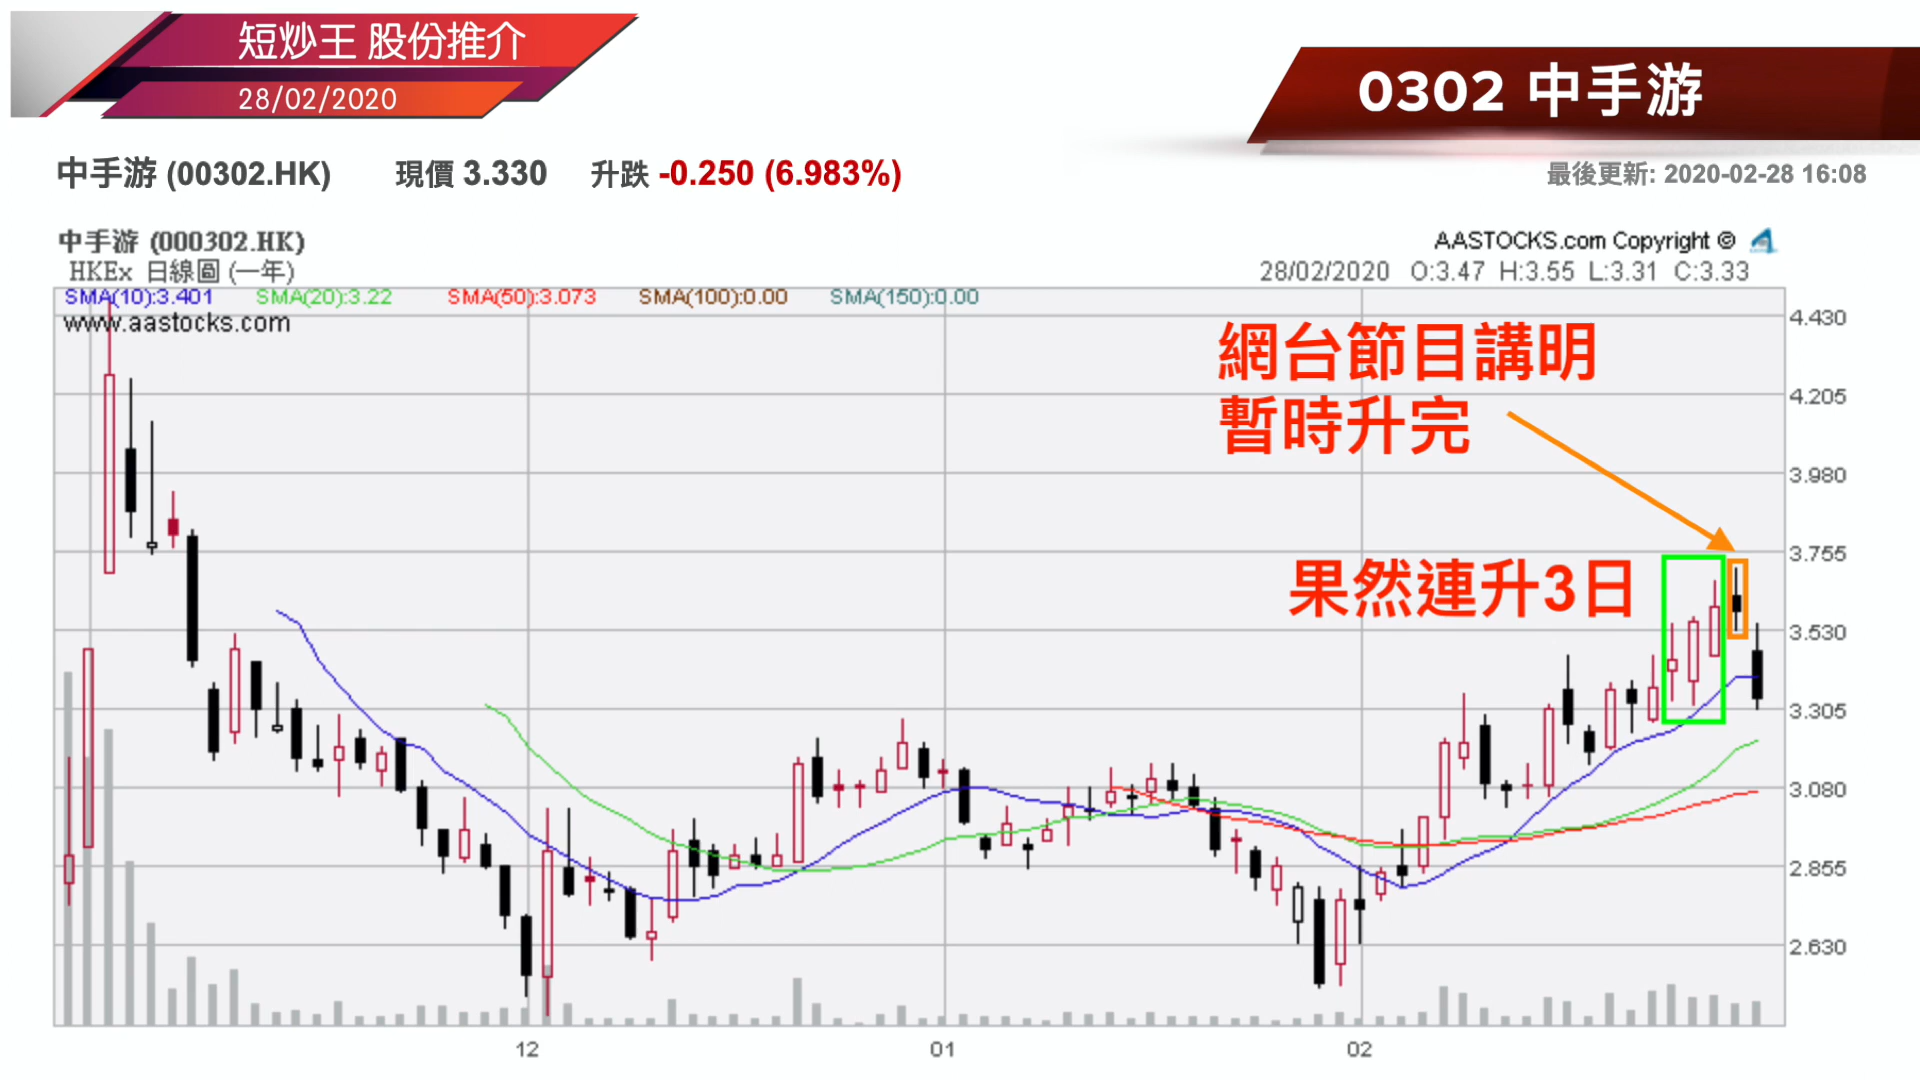 短炒王 股份推介
28/02/2020
0302 中手游
中手游 (00302.HK) 現價 3.330 升跌 -0.250 (6.983%)
最後更新: 2020-02-28 16:08
中手游 (000302.HK)
AASTOCKS.com Copyright ©
HKEx 日線圖 (一年)
28/02/2020 O:3.47 H:3.55 L:3.31 C:3.33
SMA(10):3.401 SMA(20):3.22 SMA(50):3.073 SMA(100):0.00 SMA(150):0.00
www.aastocks.com
網台節目講明
暫時升完
果然連升3日
4.430
4.205
3.980
3.755
3.530
3.305
3.080
2.855
2.630
12 01 02